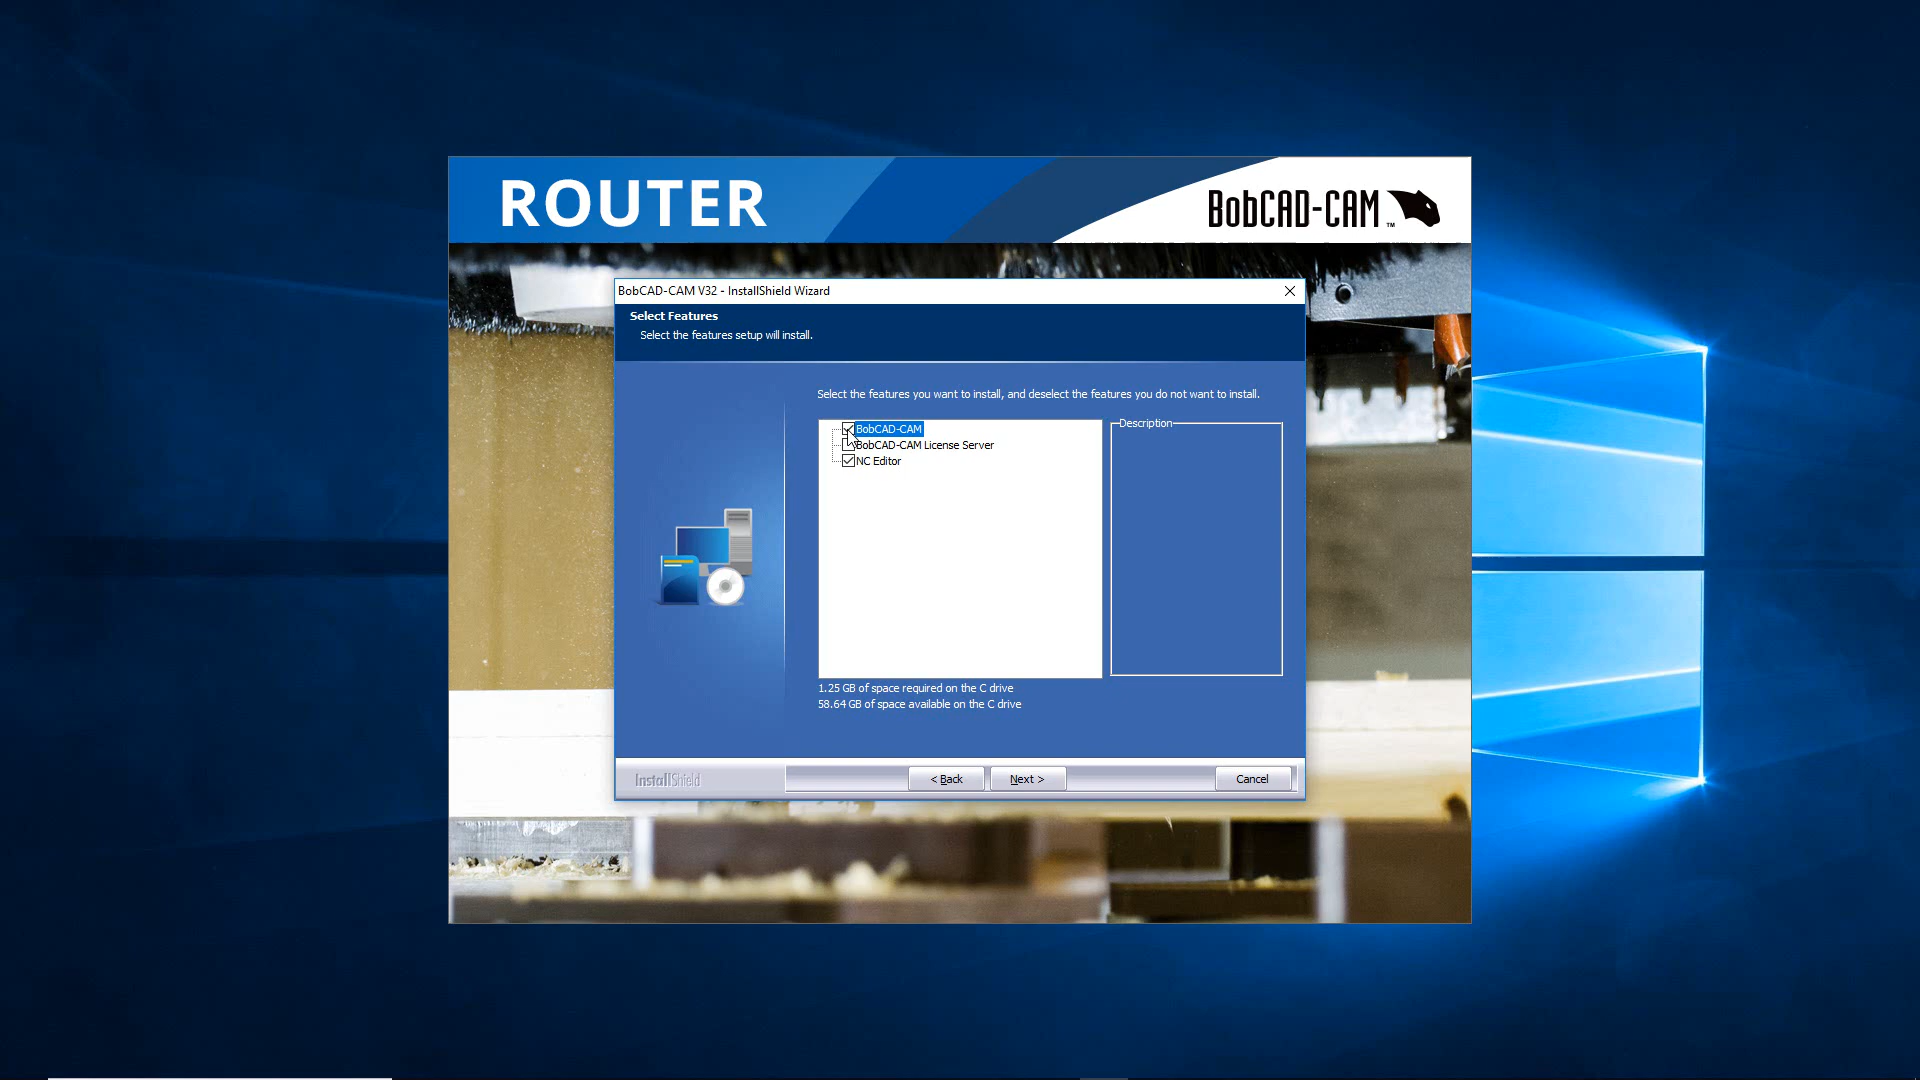 ROUTER
BobCAD-CAM™
BobCAD-CAM V32 - InstallShield Wizard
Select Features
Select the features setup will install.
Select the features you want to install, and deselect the features you do not want to install.
BobCAD-CAM
BobCAD-CAM License Server
NC Editor
Description
1.25 GB of space required on the C drive
58.64 GB of space available on the C drive
InstallShield
< Back
Next >
Cancel